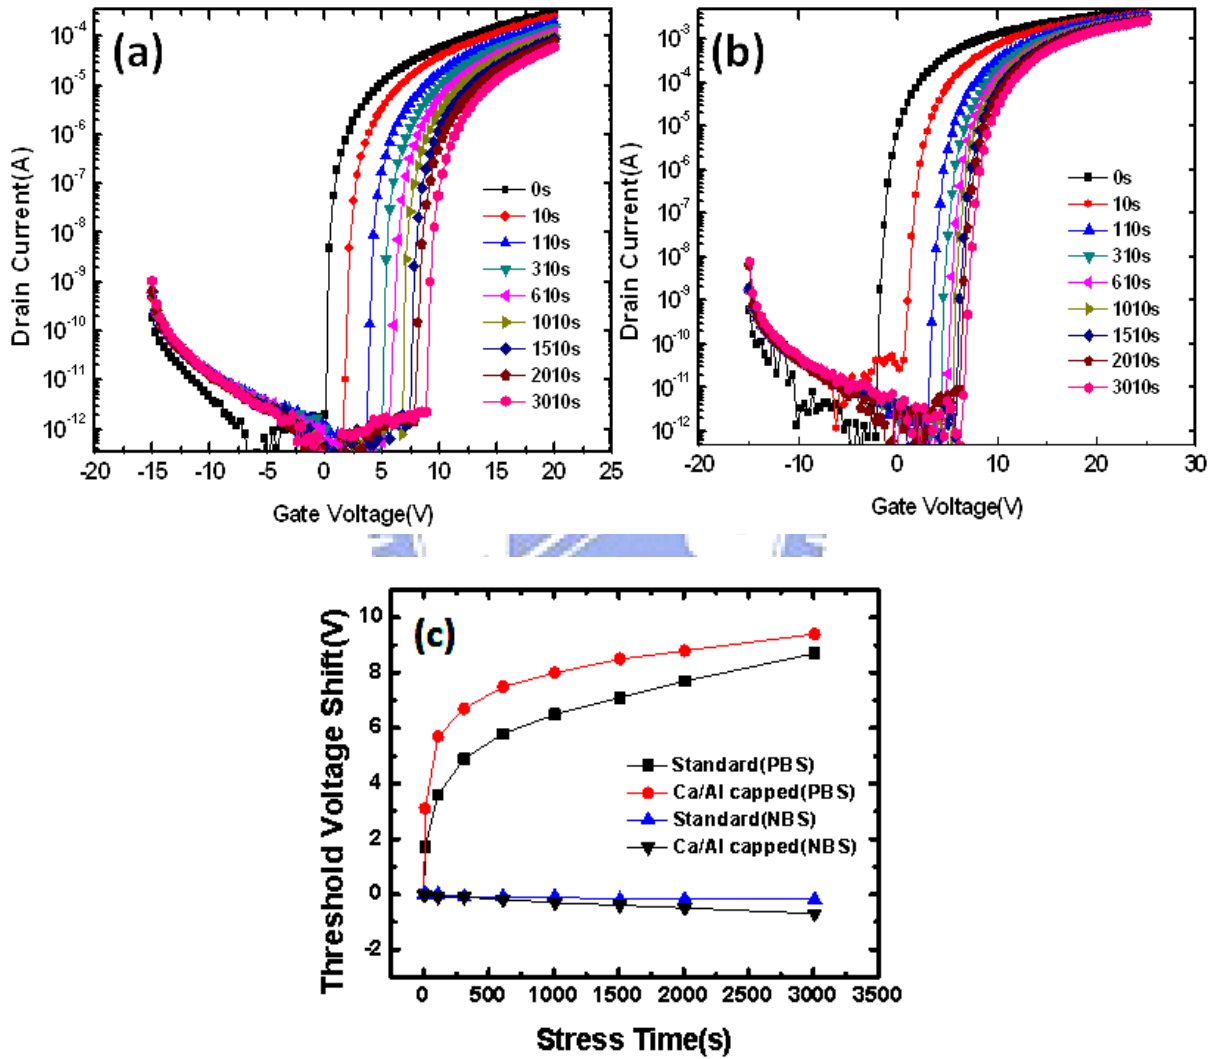 (a)
Drain Current(A)
10⁻⁴
10⁻⁵
10⁻⁶
10⁻⁷
10⁻⁸
10⁻⁹
10⁻¹⁰
10⁻¹¹
10⁻¹²
0s
10s
110s
310s
610s
1010s
1510s
2010s
3010s
-20 -15 -10 -5 0 5 10 15 20 25
Gate Voltage(V)
(b)
Drain Current(A)
10⁻³
10⁻⁴
10⁻⁵
10⁻⁶
10⁻⁷
10⁻⁸
10⁻⁹
10⁻¹⁰
10⁻¹¹
10⁻¹²
0s
10s
110s
310s
610s
1010s
1510s
2010s
3010s
-20 -10 0 10 20 30
Gate Voltage(V)
(c)
Threshold Voltage Shift(V)
10
8
6
4
2
0
-2
Standard(PBS)
Ca/Al capped(PBS)
Standard(NBS)
Ca/Al capped(NBS)
0 500 1000 1500 2000 2500 3000 3500
Stress Time(s)